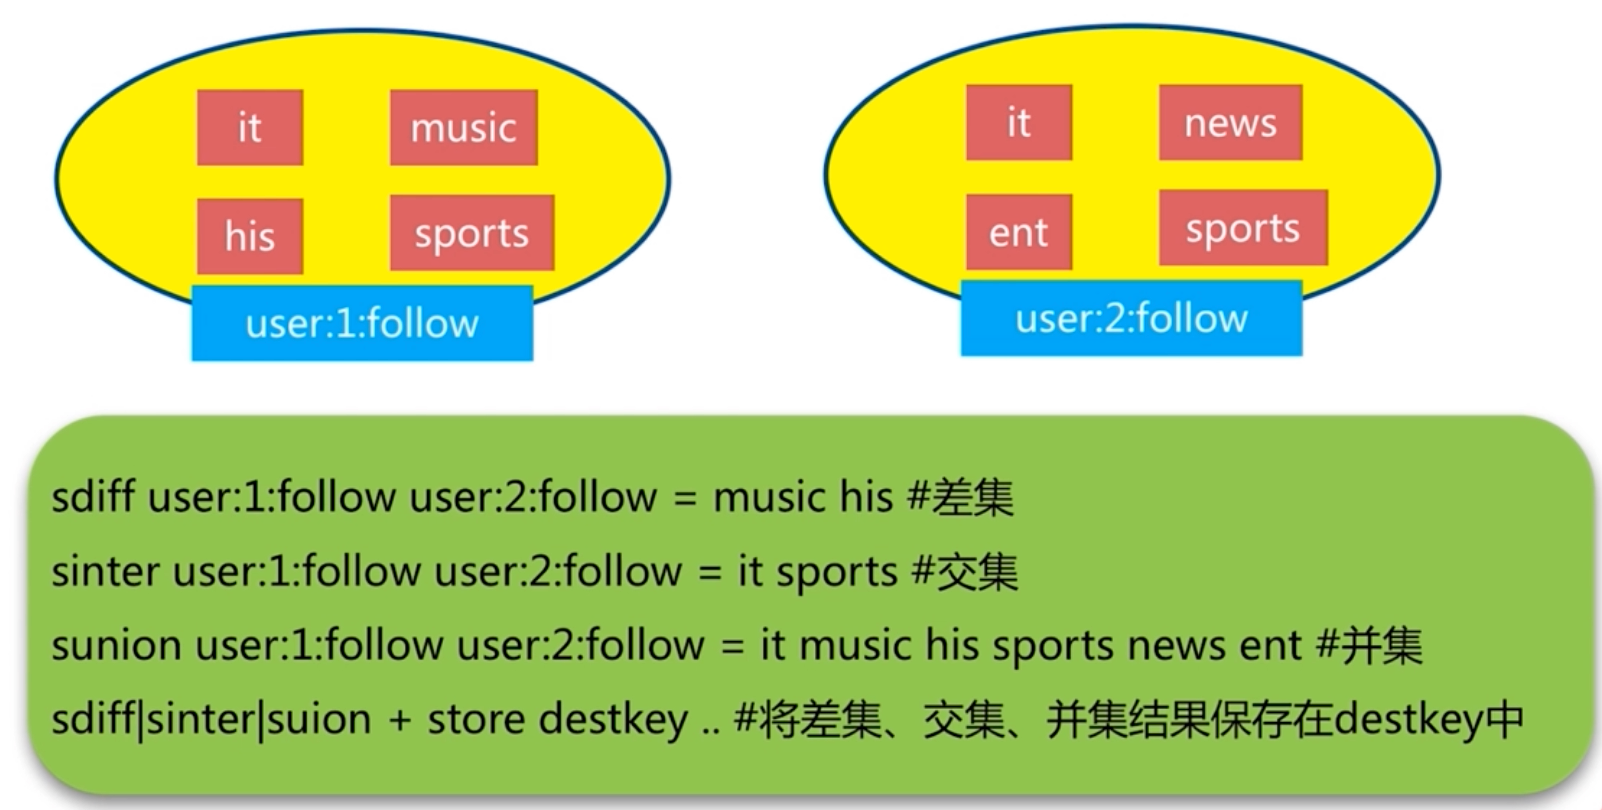 it
music
his
sports
user:1:follow
it
news
ent
sports
user:2:follow
sdiff user:1:follow user:2:follow = music his #差集
sinter user:1:follow user:2:follow = it sports #交集
sunion user:1:follow user:2:follow = it music his sports news ent #并集
sdiff|sinter|suion + store destkey .. #将差集、交集、并集结果保存在destkey中